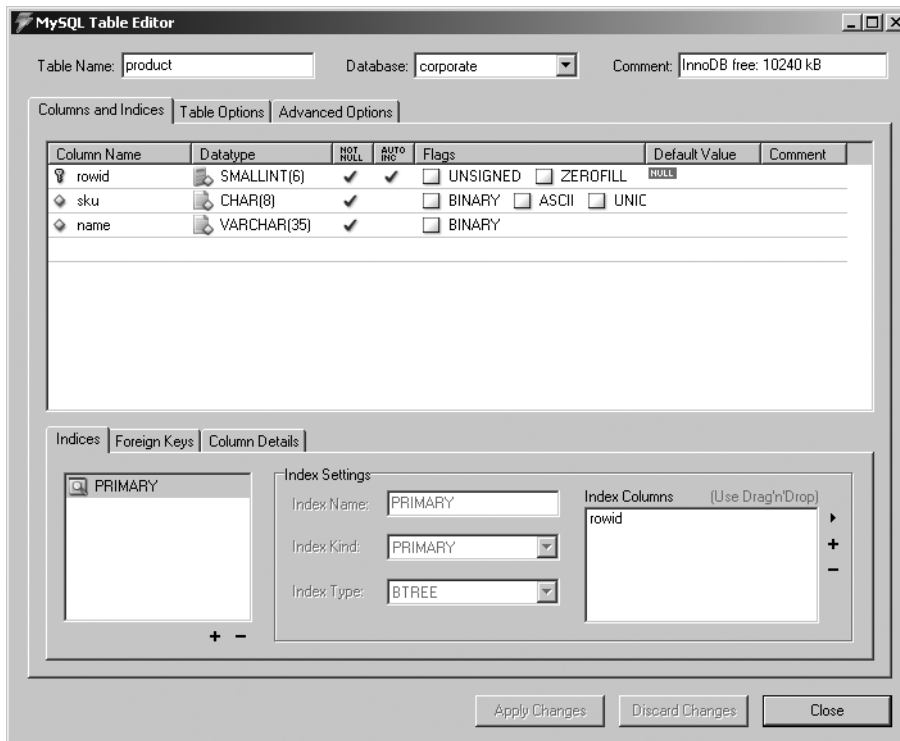 MySQL Table Editor
Table Name: product Database: corporate Comment: InnoDB free: 10240 kB
Columns and Indices Table Options Advanced Options
Column Name Datatype NOT NULL AUTO INC Flags Default Value Comment
rowid SMALLINT(6) UNSIGNED ZEROFILL NULL
sku CHAR(8) BINARY ASCII UNIC
name VARCHAR(35) BINARY
Indices Foreign Keys Column Details
PRIMARY
Index Settings
Index Name: PRIMARY
Index Kind: PRIMARY
Index Type: BTREE
Index Columns (Use Drag'n'Drop)
rowid
Apply Changes Discard Changes Close